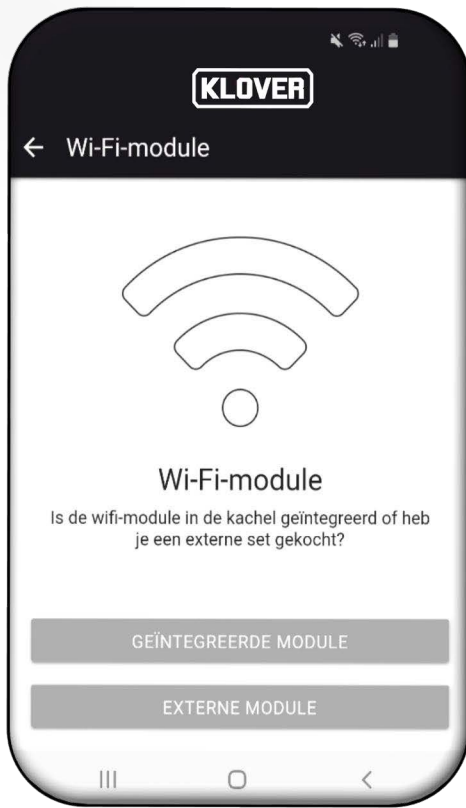 KLOVER
Wi-Fi-module
Wi-Fi-module
Is de wifi-module in de kachel geïntegreerd of heb
je een externe set gekocht?
GEÏNTEGREERDE MODULE
EXTERNE MODULE